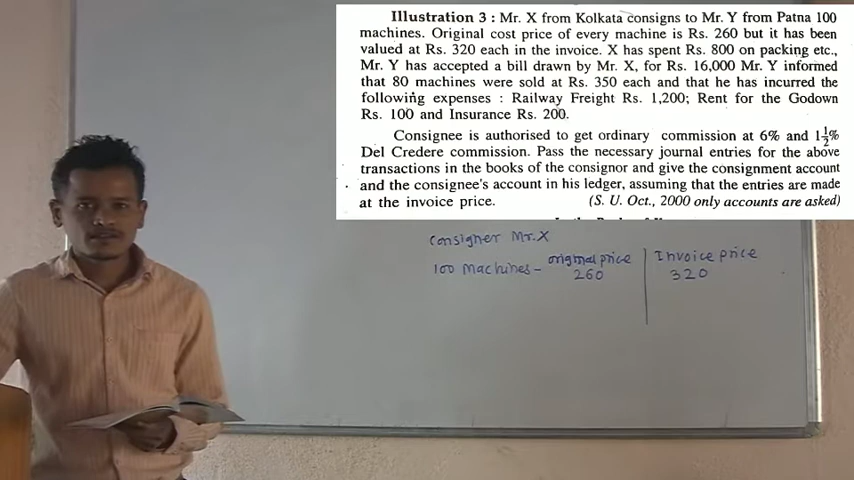 Illustration 3 : Mr. X from Kolkata consigns to Mr. Y from Patna 100
machines. Original cost price of every machine is Rs. 260 but it has been
valued at Rs. 320 each in the invoice. X has spent Rs. 800 on packing etc.,
Mr. Y has accepted a bill drawn by Mr. X, for Rs. 16,000 Mr. Y informed
that 80 machines were sold at Rs. 350 each and that he has incurred the
following expenses : Railway Freight Rs. 1,200; Rent for the Godown
Rs. 100 and Insurance Rs. 200.
Consignee is authorised to get ordinary commission at 6% and 1½%
Del Credere commission. Pass the necessary journal entries for the above
transactions in the books of the consignor and give the consignment account
and the consignee's account in his ledger, assuming that the entries are made
at the invoice price. (S. U. Oct., 2000 only accounts are asked)
Consigner Mr. X
100 Machines - original price Invoice price
260 320